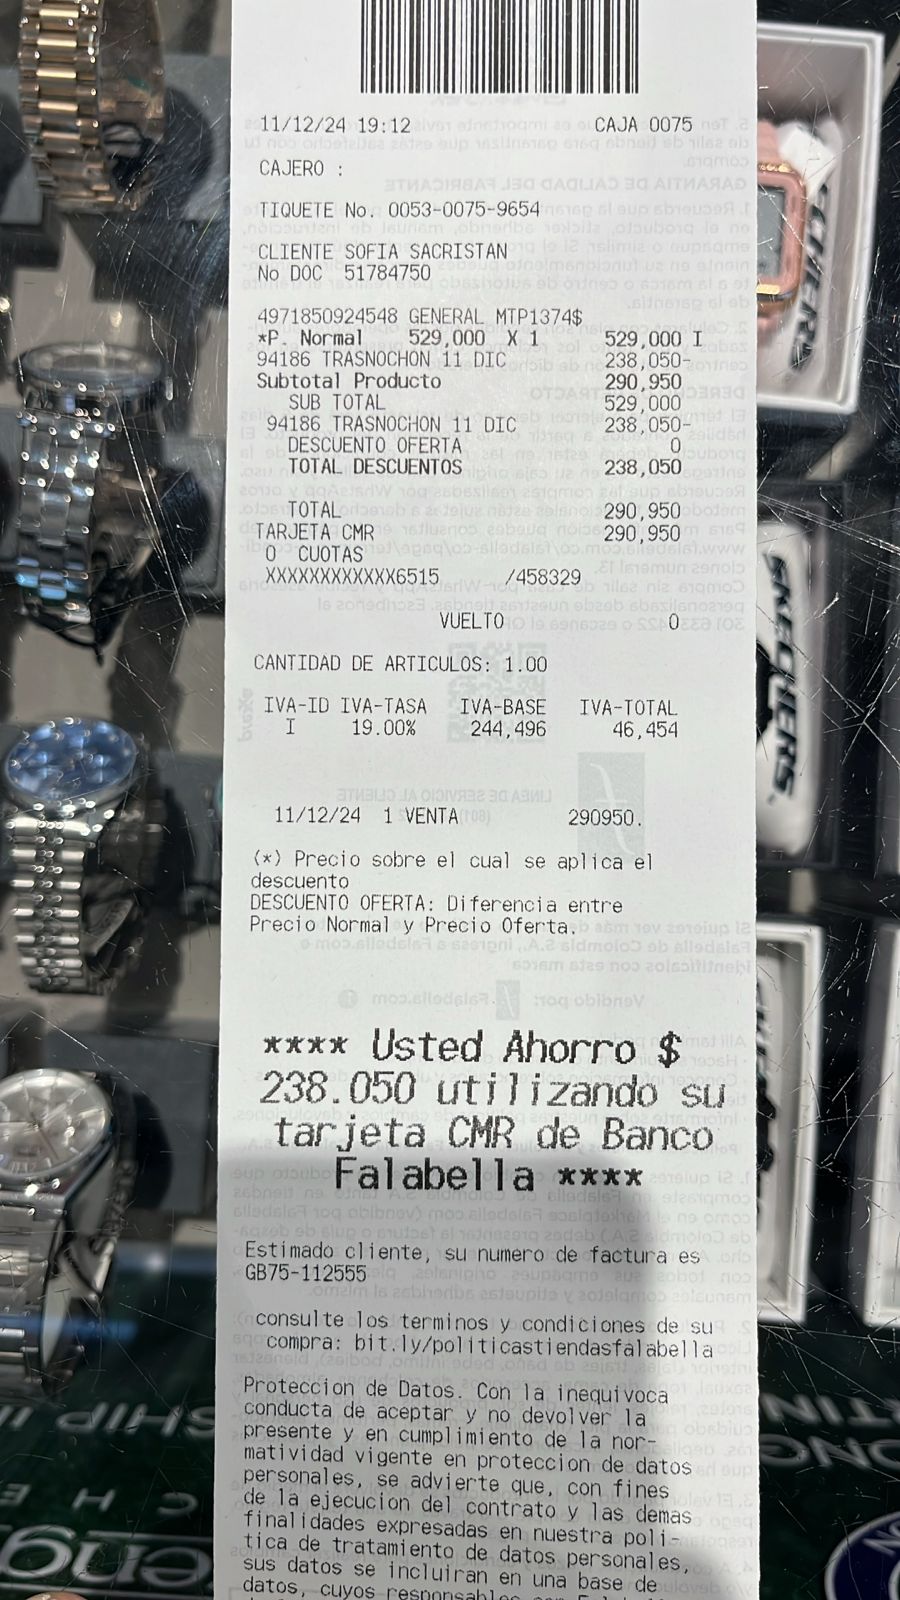 11/12/24 19:12 CAJA 0075
CAJERO :
TIQUETE No. 0053-0075-9654
CLIENTE SOFIA SACRISTAN
No DOC 51784750
4971850924548 GENERAL MTP1374$
*P. Normal 529,000 X 1 529,000 I
94186 TRASNOCHON 11 DIC 238,050-
Subtotal Producto 290,950
SUB TOTAL 529,000
94186 TRASNOCHON 11 DIC 238,050-
DESCUENTO OFERTA 0
TOTAL DESCUENTOS 238,050
TOTAL 290,950
TARJETA CMR 290,950
0 CUOTAS
XXXXXXXXXXXX6515 /458329
VUELTO 0
CANTIDAD DE ARTICULOS: 1.00
IVA-ID IVA-TASA IVA-BASE IVA-TOTAL
I 19.00% 244,496 46,454
11/12/24 1 VENTA 290950.
(*) Precio sobre el cual se aplica el
descuento
DESCUENTO OFERTA: Diferencia entre
Precio Normal y Precio Oferta.
**** Usted Ahorro $
238.050 utilizando su
tarjeta CMR de Banco
Falabella ****
Estimado cliente, su numero de factura es
GB75-112555
consulte los terminos y condiciones de su
compra: bit.ly/politicastiendasfalabella
Proteccion de Datos. Con la inequivoca
conducta de aceptar y no devolver la
presente y en cumplimiento de la nor-
matividad vigente en proteccion de datos
personales, se advierte que, con fines
de la ejecucion del contrato y las demas
finalidades expresadas en nuestra poli-
tica de tratamiento de datos personales,
sus datos se incluiran en una base de
datos, cuyos responsables son Falabella
SKECHERS
SKECHERS